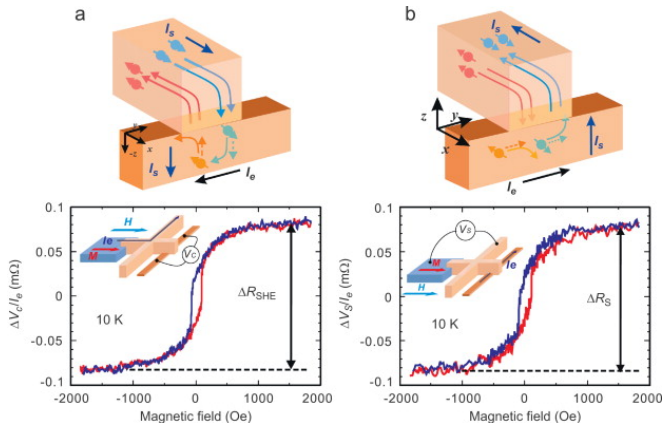 a
b
Is
Is
z
y
x
y
x
-z
Is
Ie
Ie
Is
0.1
0.05
0
-0.05
-0.1
ΔVc/Ie (mΩ)
H
Ie
M
Vc
ΔRSHE
10 K
-2000 -1000 0 1000 2000
Magnetic field (Oe)
0.1
0.05
0
-0.05
-0.1
ΔVS/Ie (mΩ)
VS
M
Ie
H
ΔRS
10 K
-2000 -1000 0 1000 2000
Magnetic field (Oe)